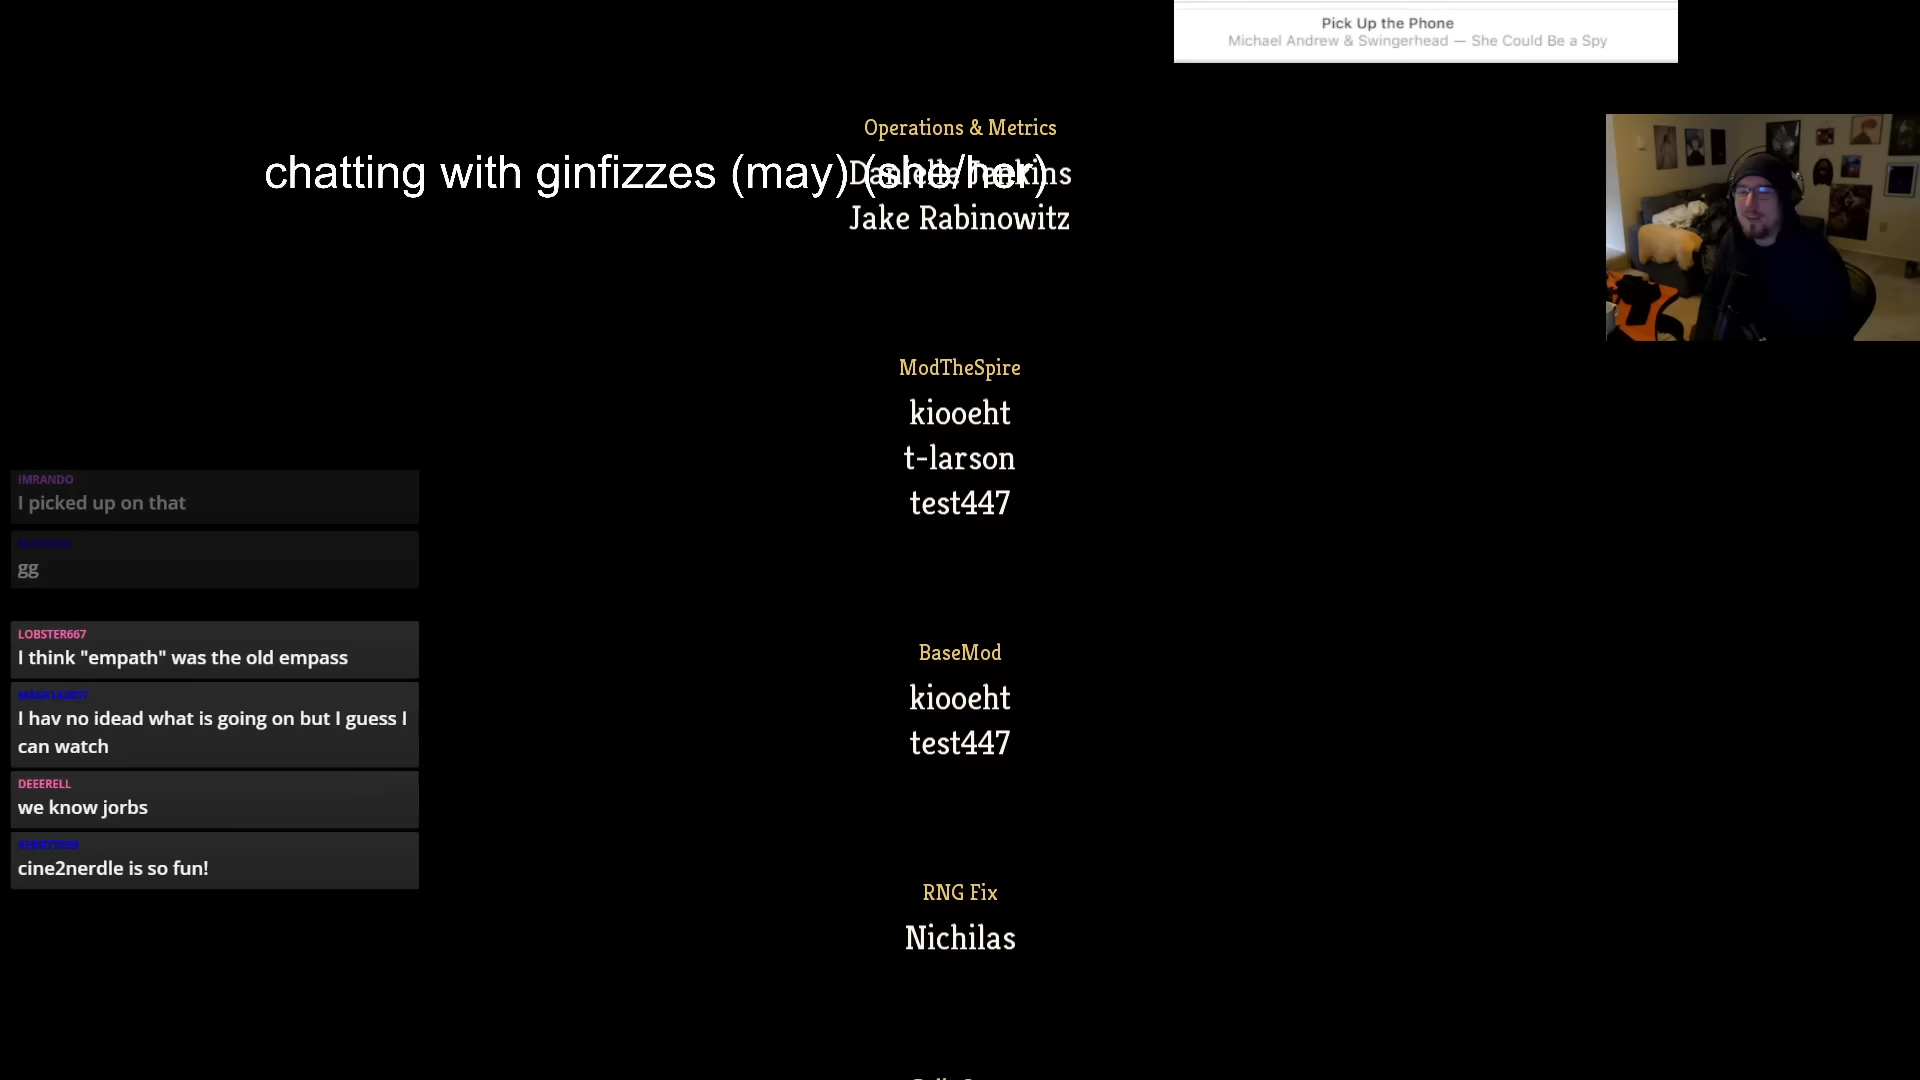 Pick Up the Phone
Michael Andrew & Swingerhead — She Could Be a Spy
Operations & Metrics
chatting with ginfizzes (may) (she/her)
Jenkins
Jake Rabinowitz
ModTheSpire
kiooeht
t-larson
test447
IMRANDO
I picked up on that
gg
LOBSTER667
I think "empath" was the old empass
I hav no idead what is going on but I guess I
can watch
DEEERELL
we know jorbs
cine2nerdle is so fun!
BaseMod
kiooeht
test447
RNG Fix
Nichilas